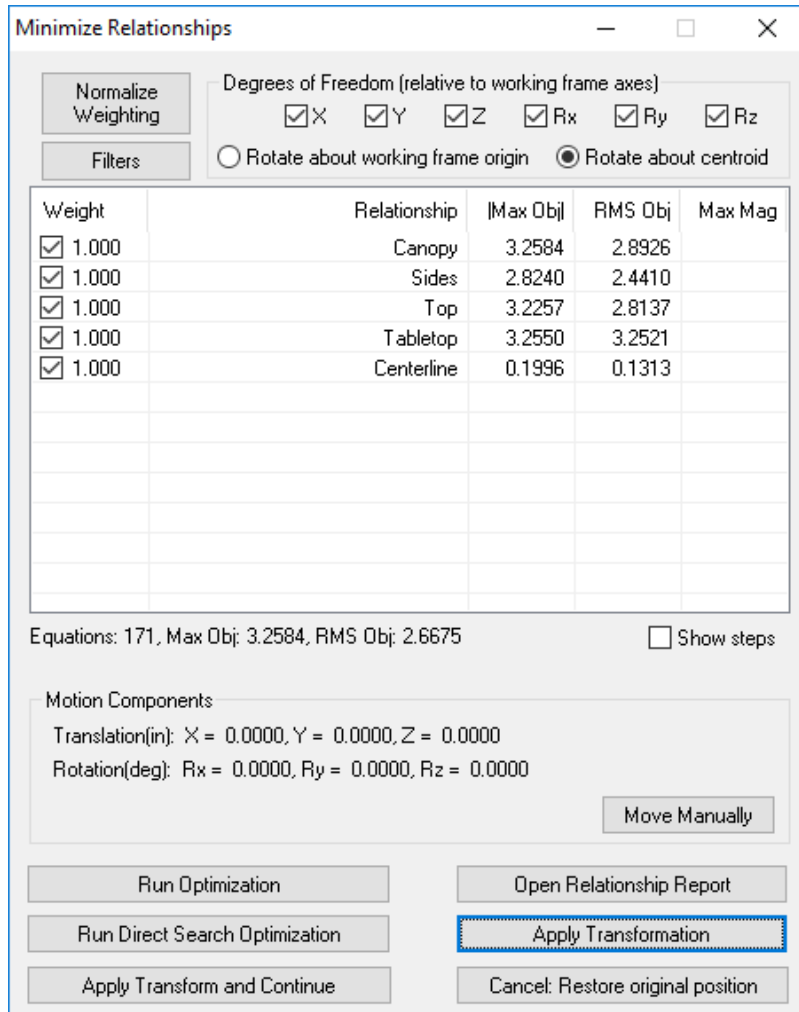 Minimize Relationships
Normalize Weighting
Degrees of Freedom (relative to working frame axes)
X Y Z Rx Ry Rz
Filters
Rotate about working frame origin Rotate about centroid
Weight Relationship |Max Obj| RMS Obj Max Mag
1.000 Canopy 3.2584 2.8926
1.000 Sides 2.8240 2.4410
1.000 Top 3.2257 2.8137
1.000 Tabletop 3.2550 3.2521
1.000 Centerline 0.1996 0.1313
Equations: 171, Max Obj: 3.2584, RMS Obj: 2.6675 Show steps
Motion Components
Translation(in): X = 0.0000, Y = 0.0000, Z = 0.0000
Rotation(deg): Rx = 0.0000, Ry = 0.0000, Rz = 0.0000
Move Manually
Run Optimization Open Relationship Report
Run Direct Search Optimization Apply Transformation
Apply Transform and Continue Cancel: Restore original position